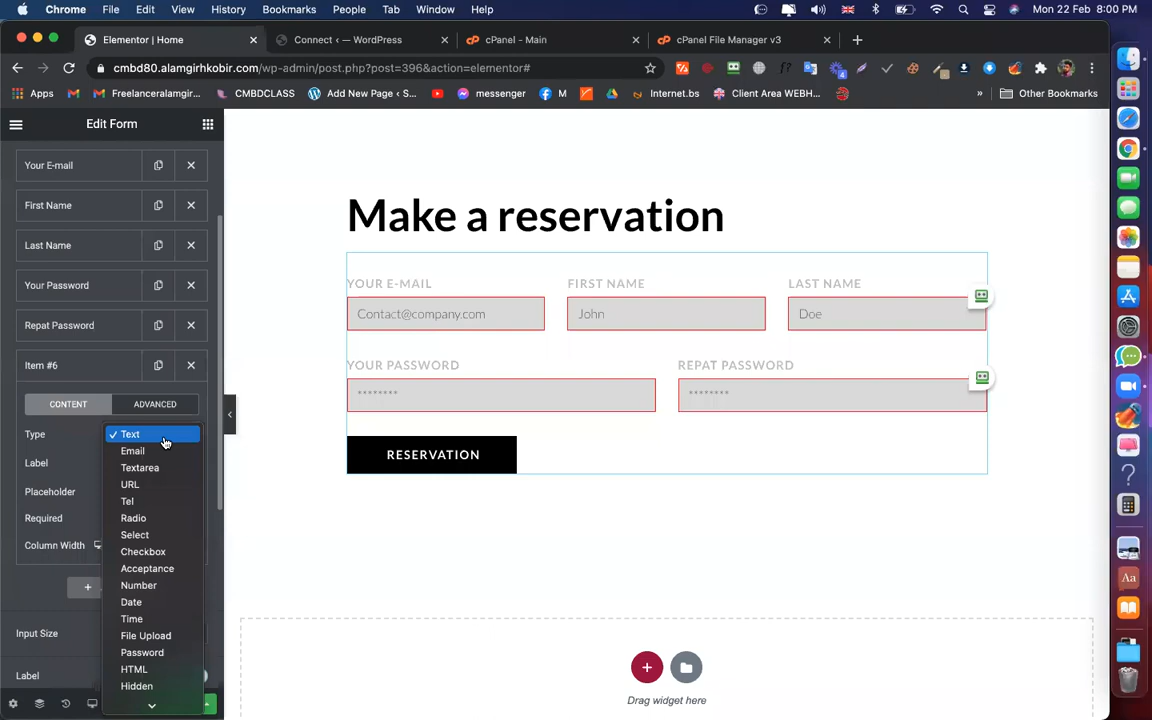 Chrome File Edit View History Bookmarks People Tab Window Help Mon 22 Feb 8:00 PM
Elementor | Home Connect ‹ — WordPress cPanel - Main cPanel File Manager v3
cmbd80.alamgirhkobir.com/wp-admin/post.php?post=396&action=elementor#
Apps Freelanceralamgir... CMBDCLASS Add New Page ‹ S... messenger M Internet.bs Client Area WEBH... » Other Bookmarks
Edit Form
Your E-mail
First Name
Last Name
Your Password
Repat Password
Item #6
CONTENT ADVANCED
Type
Label
Placeholder
Required
Column Width
Input Size
Label
Text
Email
Textarea
URL
Tel
Radio
Select
Checkbox
Acceptance
Number
Date
Time
File Upload
Password
HTML
Hidden
Make a reservation
YOUR E-MAIL FIRST NAME LAST NAME
Contact@company.com John Doe
YOUR PASSWORD REPAT PASSWORD
******** ********
RESERVATION
Drag widget here